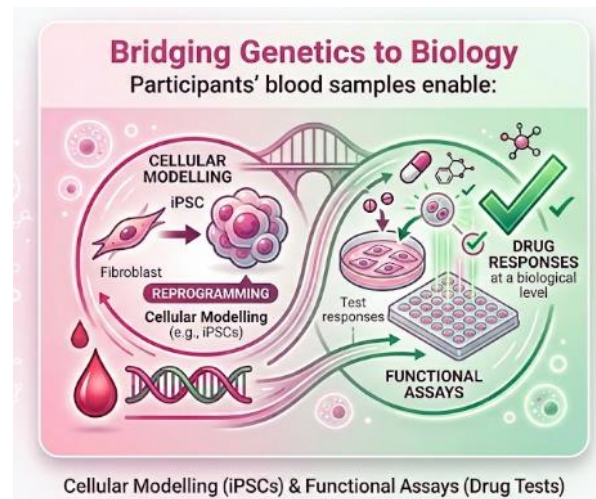 Bridging Genetics to Biology
Participants' blood samples enable:
CELLULAR
MODELLING
iPSC
Fibroblast
REPROGRAMMING
Cellular Modelling
(e.g., iPSCs)
Test
responses
DRUG
RESPONSES
at a biological
level
FUNCTIONAL
ASSAYS
Cellular Modelling (iPSCs) & Functional Assays (Drug Tests)